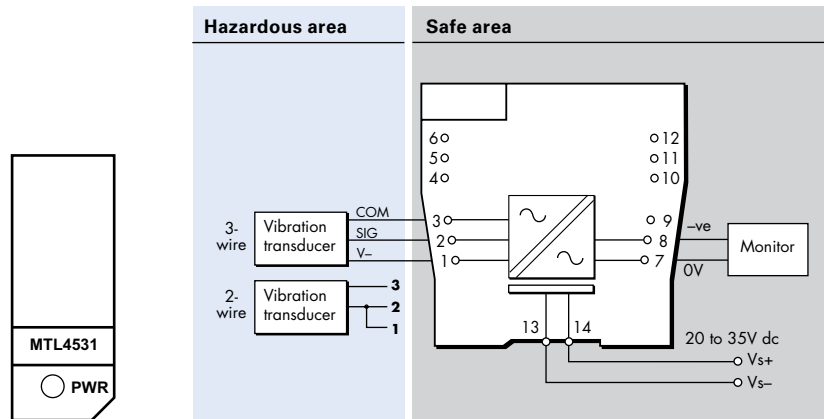 Hazardous area
Safe area
6
12
5
11
4
10
3-wire
Vibration transducer
COM
SIG
V–
3
2
1
9
8
7
–ve
0V
Monitor
2-wire
Vibration transducer
3
2
1
13
14
20 to 35V dc
Vs+
Vs–
MTL4531
PWR